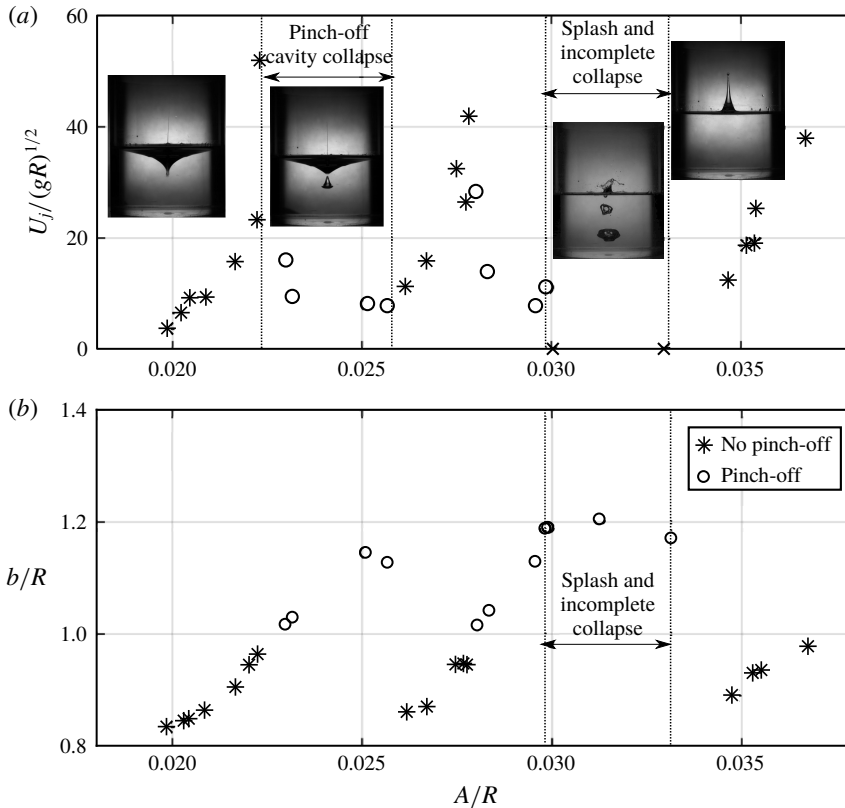 (a)
60
40
20
0
U_j/(gR)^{1/2}
Pinch-off
cavity collapse
Splash and
incomplete
collapse
0.020 0.025 0.030 0.035
(b)
1.4
1.2
1.0
0.8
b/R
No pinch-off
Pinch-off
Splash and
incomplete
collapse
0.020 0.025 0.030 0.035
A/R